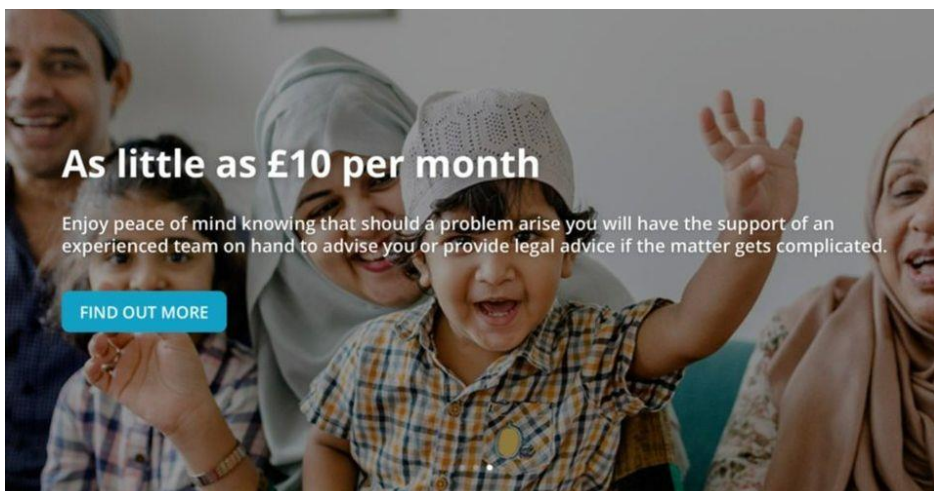 As little as £10 per month
Enjoy peace of mind knowing that should a problem arise you will have the support of an
experienced team on hand to advise you or provide legal advice if the matter gets complicated.
FIND OUT MORE